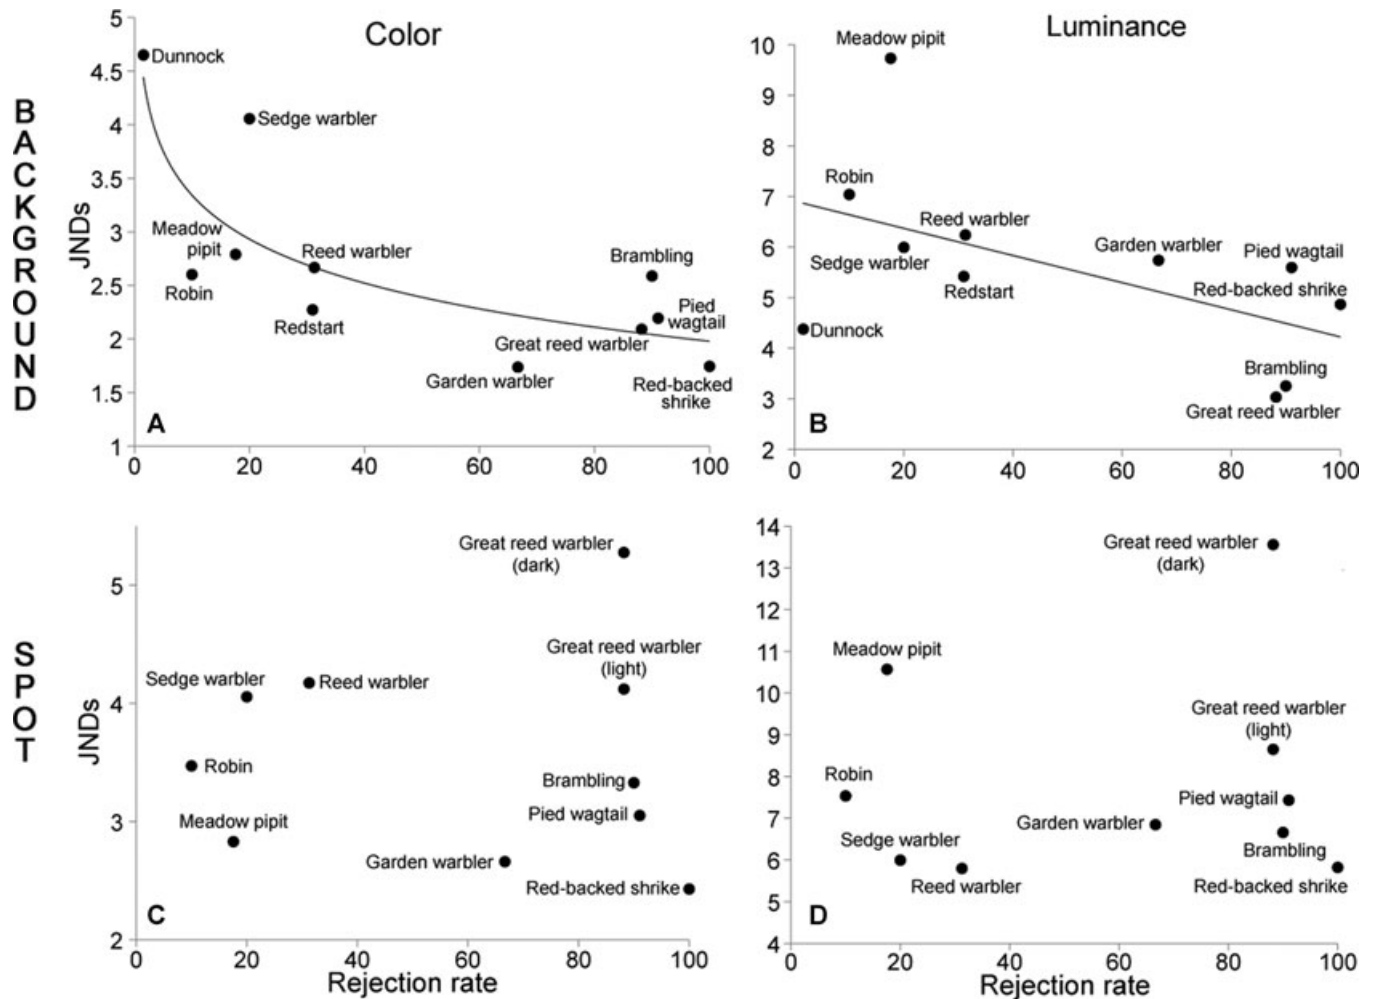 Color
Luminance
BACKGROUND
JNDs
5
4.5
4
3.5
3
2.5
2
1.5
1
Dunnock
Sedge warbler
Meadow
pipit
Robin
Reed warbler
Redstart
Brambling
Pied
wagtail
Great reed warbler
Garden warbler
Red-backed
shrike
A
0 20 40 60 80 100
10
9
8
7
6
5
4
3
2
Meadow pipit
Robin
Reed warbler
Sedge warbler
Redstart
Garden warbler
Pied wagtail
Red-backed shrike
Dunnock
Brambling
Great reed warbler
B
0 20 40 60 80 100
SPOT
JNDs
5
4
3
2
Great reed warbler
(dark)
Great reed warbler
(light)
Sedge warbler
Reed warbler
Robin
Brambling
Meadow pipit
Pied wagtail
Garden warbler
Red-backed shrike
C
0 20 40 60 80 100
Rejection rate
14
13
12
11
10
9
8
7
6
5
4
Great reed warbler
(dark)
Meadow pipit
Great reed warbler
(light)
Robin
Pied wagtail
Garden warbler
Sedge warbler
Brambling
Reed warbler
Red-backed shrike
D
0 20 40 60 80 100
Rejection rate